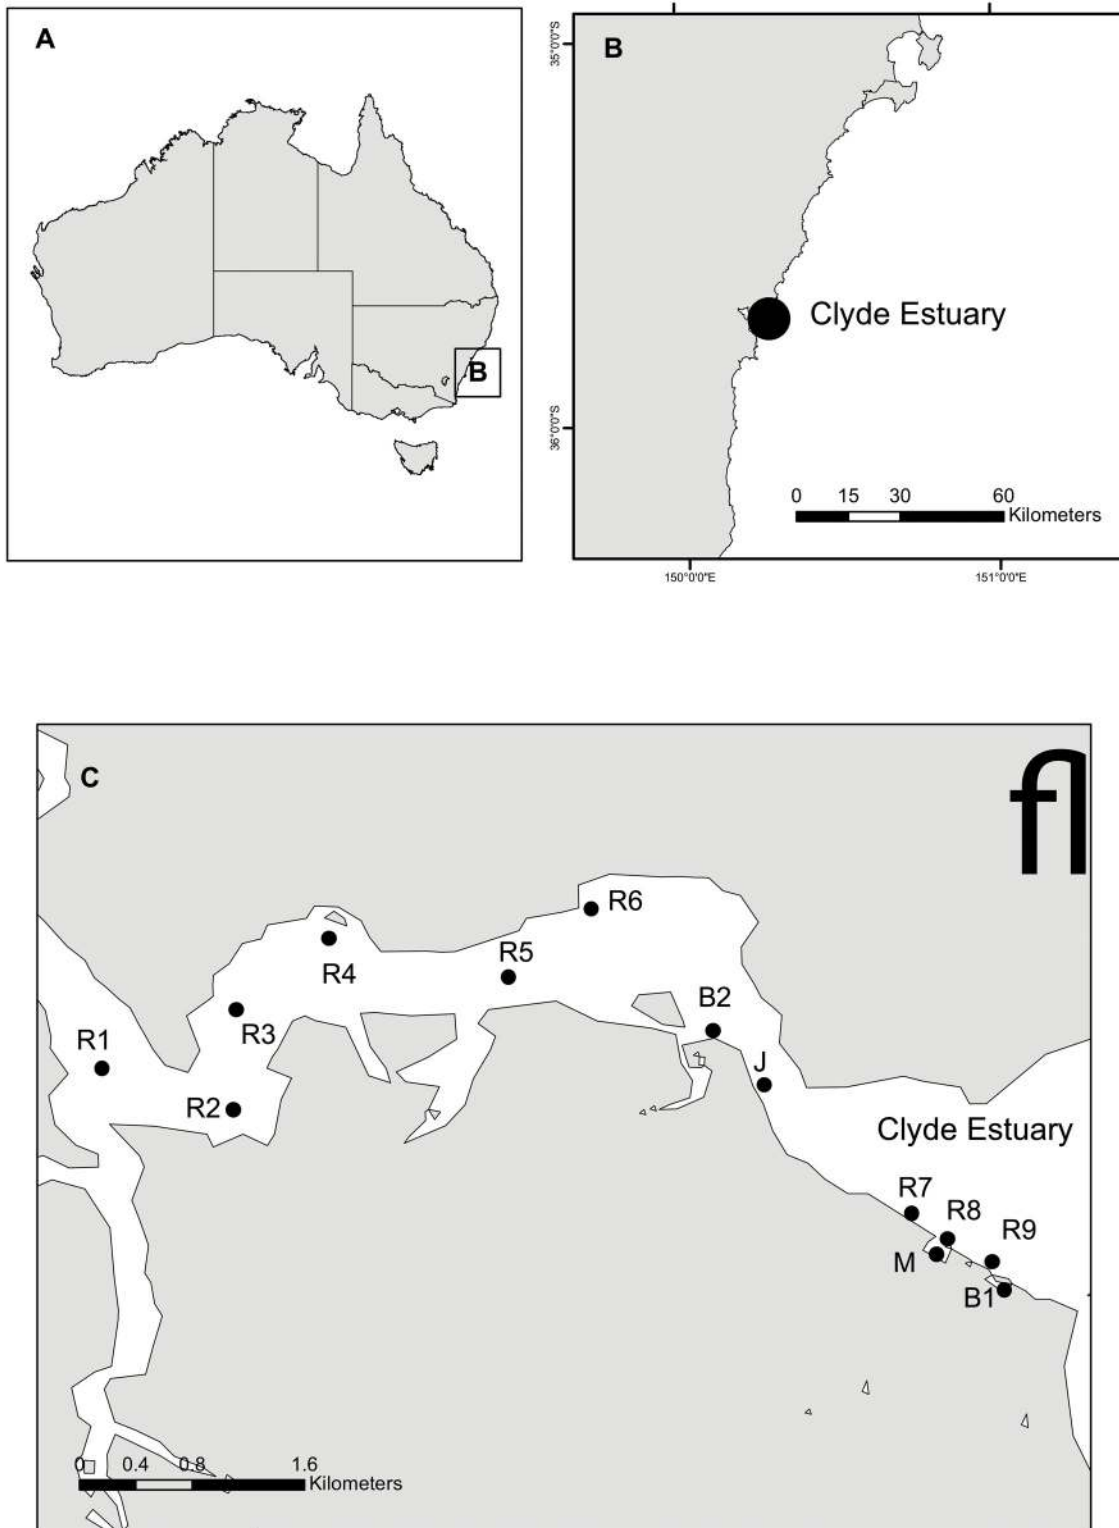 A
B
B
35°0'0"S
Clyde Estuary
36°0'0"S
0 15 30 60
Kilometers
150°0'0"E 151°0'0"E
C
fl
R6
R5
R4
B2
R3
R1
J
R2
Clyde Estuary
R7
R8
R9
M
B1
0 0.4 0.8 1.6
Kilometers